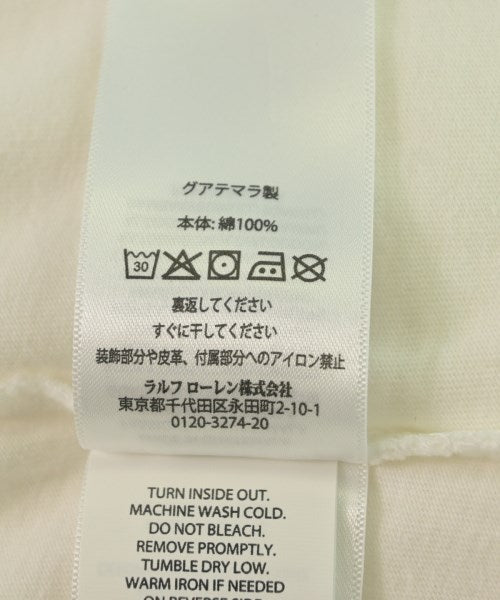 グアテマラ製
本体: 綿100%
30
裏返してください
すぐに干してください
装飾部分や皮革、付属部分へのアイロン禁止
ラルフ ローレン株式会社
東京都千代田区永田町2-10-1
0120-3274-20
TURN INSIDE OUT.
MACHINE WASH COLD.
DO NOT BLEACH.
REMOVE PROMPTLY.
TUMBLE DRY LOW.
WARM IRON IF NEEDED
ON REVERSE SIDE.